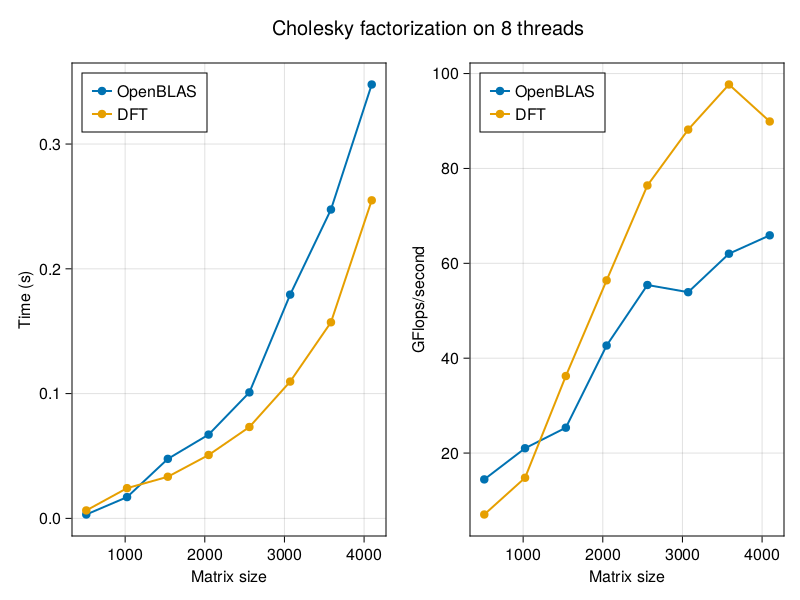 Cholesky factorization on 8 threads
OpenBLAS
DFT
0.3
0.2
0.1
0.0
Time (s)
1000 2000 3000 4000
Matrix size
OpenBLAS
DFT
100
80
60
40
20
GFlops/second
1000 2000 3000 4000
Matrix size